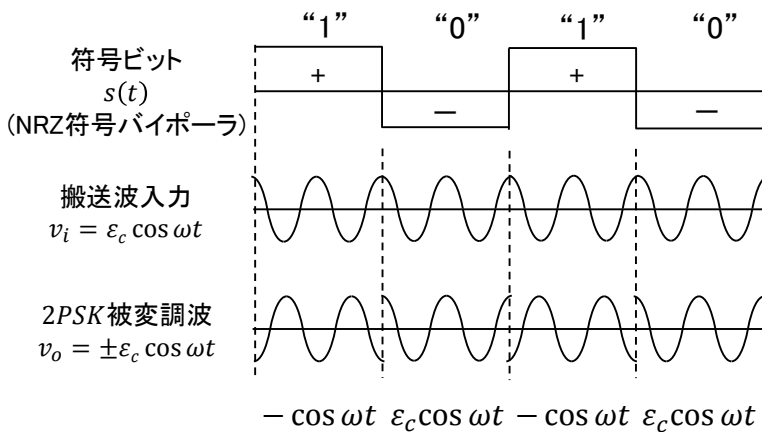 “1” “0” “1” “0”
符号ビット
s(t)
(NRZ符号バイポーラ)
+ − + −
搬送波入力
v_i = ε_c cos ωt
2PSK被変調波
v_o = ±ε_c cos ωt
− cos ωt ε_c cos ωt − cos ωt ε_c cos ωt